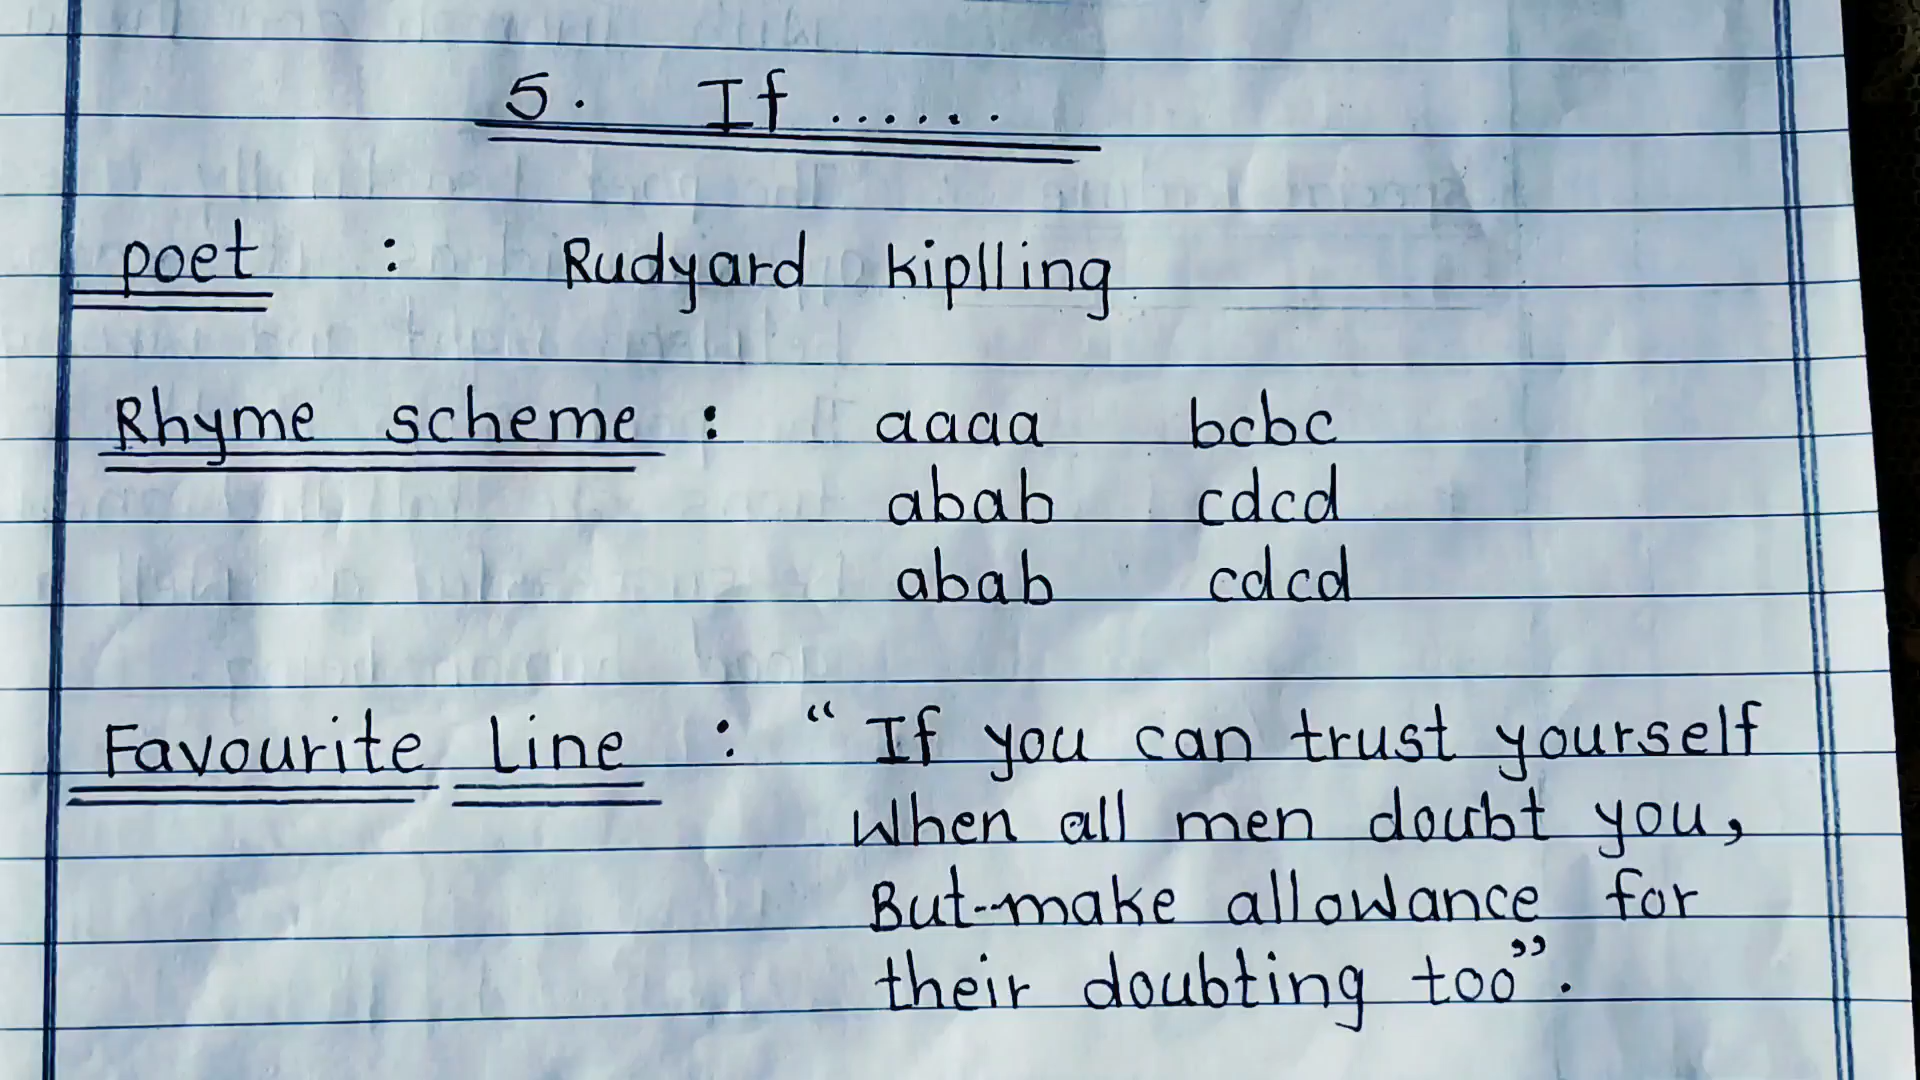 5. If ......
poet : Rudyard kiplling
Rhyme scheme : aaaa bcbc
abab cdcd
abab cdcd
Favourite Line : “ If you can trust yourself
When all men doubt you,
But--make allowance for
their doubting too”.